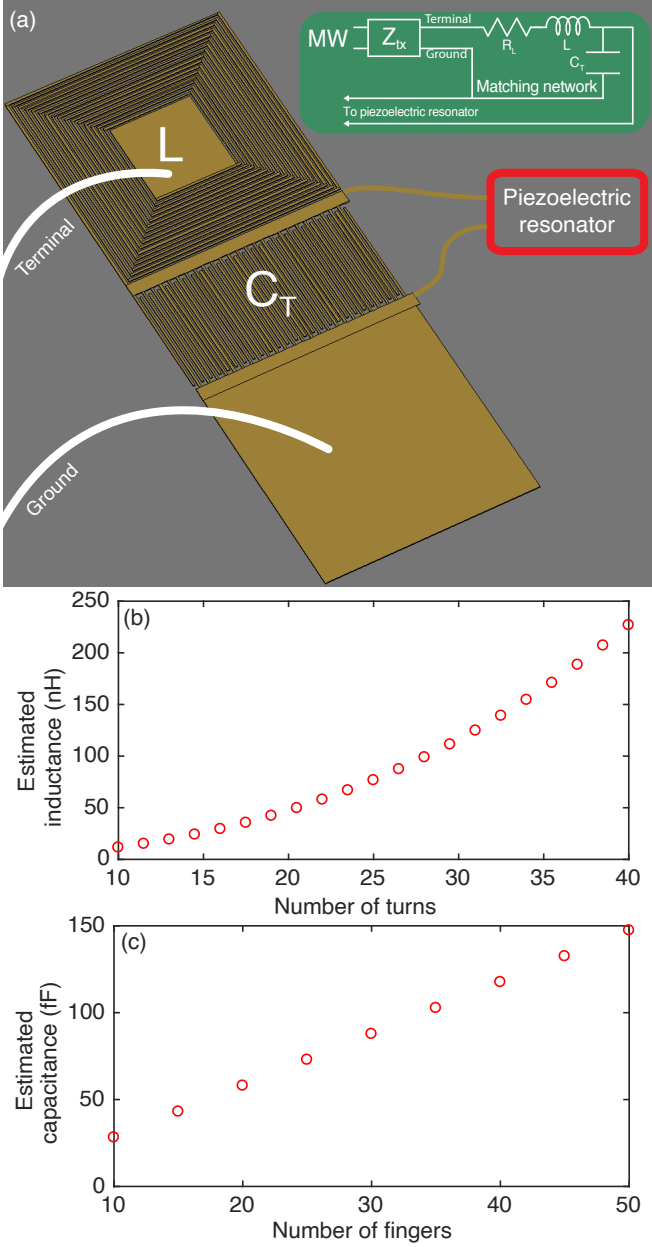 (a)
MW
Z_tx
Terminal
Ground
R_L
L
C_T
Matching network
To piezoelectric resonator
L
Terminal
Piezoelectric
resonator
C_T
Ground
(b)
250
200
150
100
50
0
Estimated
inductance (nH)
10 15 20 25 30 35 40
Number of turns
(c)
150
100
50
0
Estimated
capacitance (fF)
10 20 30 40 50
Number of fingers